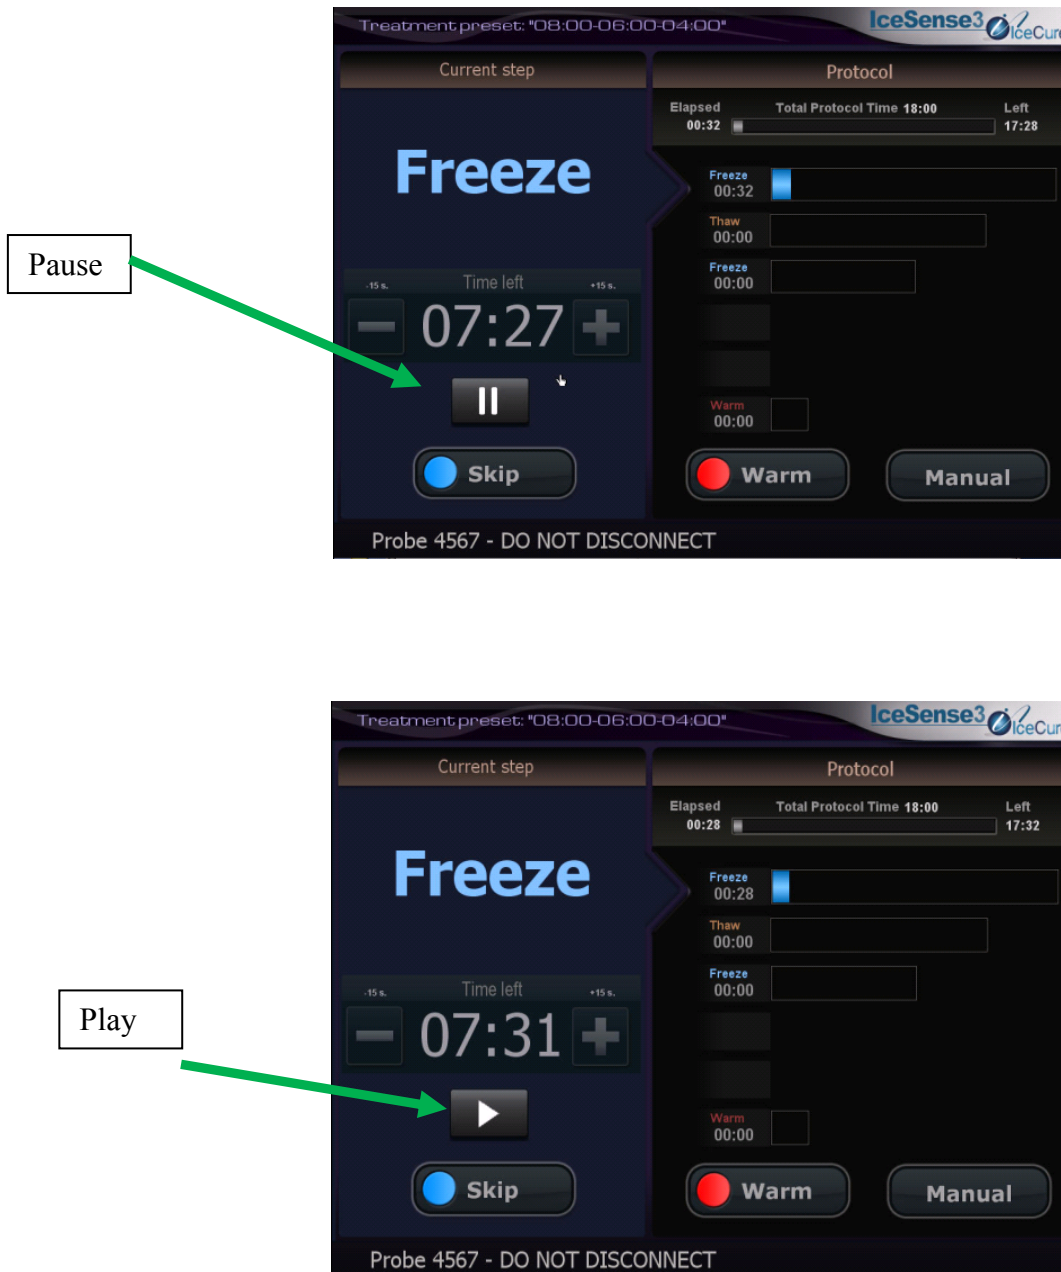 Treatment preset: "08:00-06:00-04:00"
IceSense3
IceCure
Current step
Protocol
Elapsed
Total Protocol Time 18:00
Left
00:32
17:28
Freeze
Freeze
00:32
Thaw
00:00
Pause
Freeze
00:00
-15 s.
Time left
+15 s.
07:27
Warm
00:00
Skip
Warm
Manual
Probe 4567 - DO NOT DISCONNECT
Treatment preset: "08:00-06:00-04:00"
IceSense3
IceCur
Current step
Protocol
Elapsed
Total Protocol Time 18:00
Left
00:28
17:32
Freeze
Freeze
00:28
Thaw
00:00
Freeze
00:00
-15 s.
Time left
+15 s.
Play
07:31
Warm
00:00
Skip
Warm
Manual
Probe 4567 - DO NOT DISCONNECT